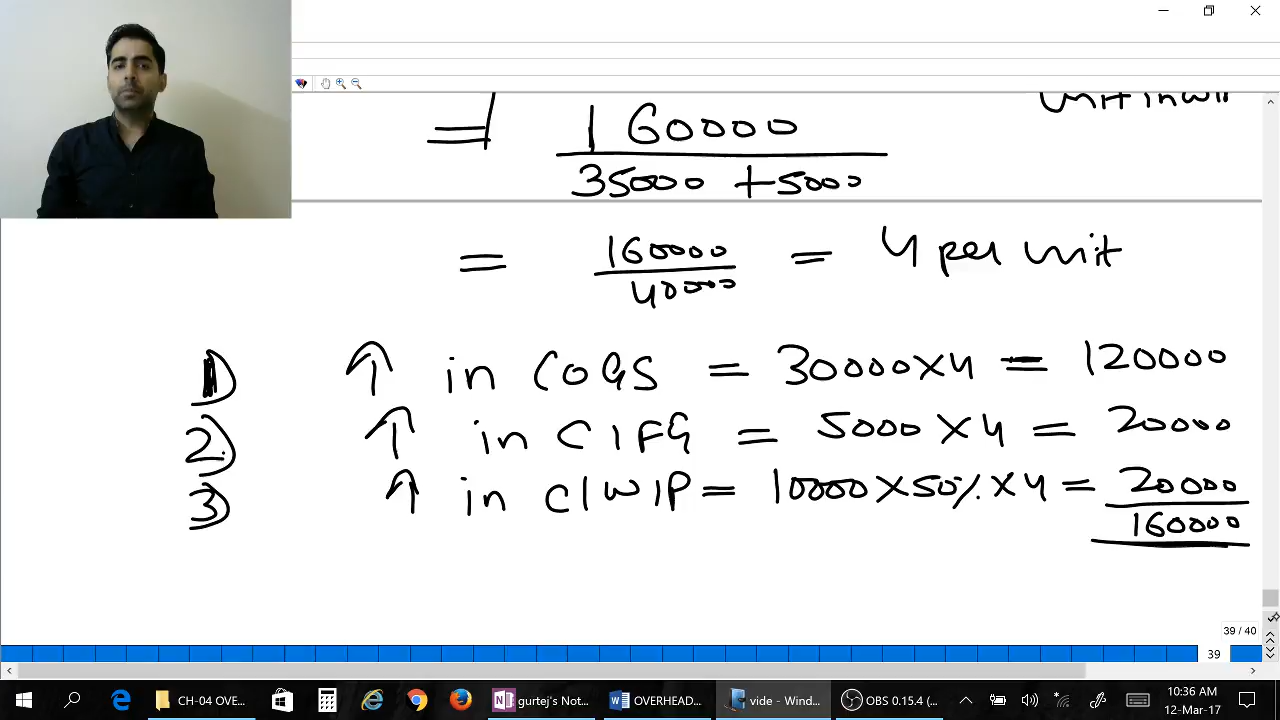 = 160000
35000 + 5000
= 160000 = 4 per unit
40000
1) ↑ in COGS = 30000 X 4 = 120000
2.) ↑ in CIFG = 5000 X 4 = 20000
3) ↑ in CIWIP = 10000 X 50% X 4 = 20000
160000
39 / 40
39
CH-04 OVE...
gurtej's Not...
OVERHEAD...
vide - Wind...
OBS 0.15.4 (...
10:36 AM
12-Mar-17